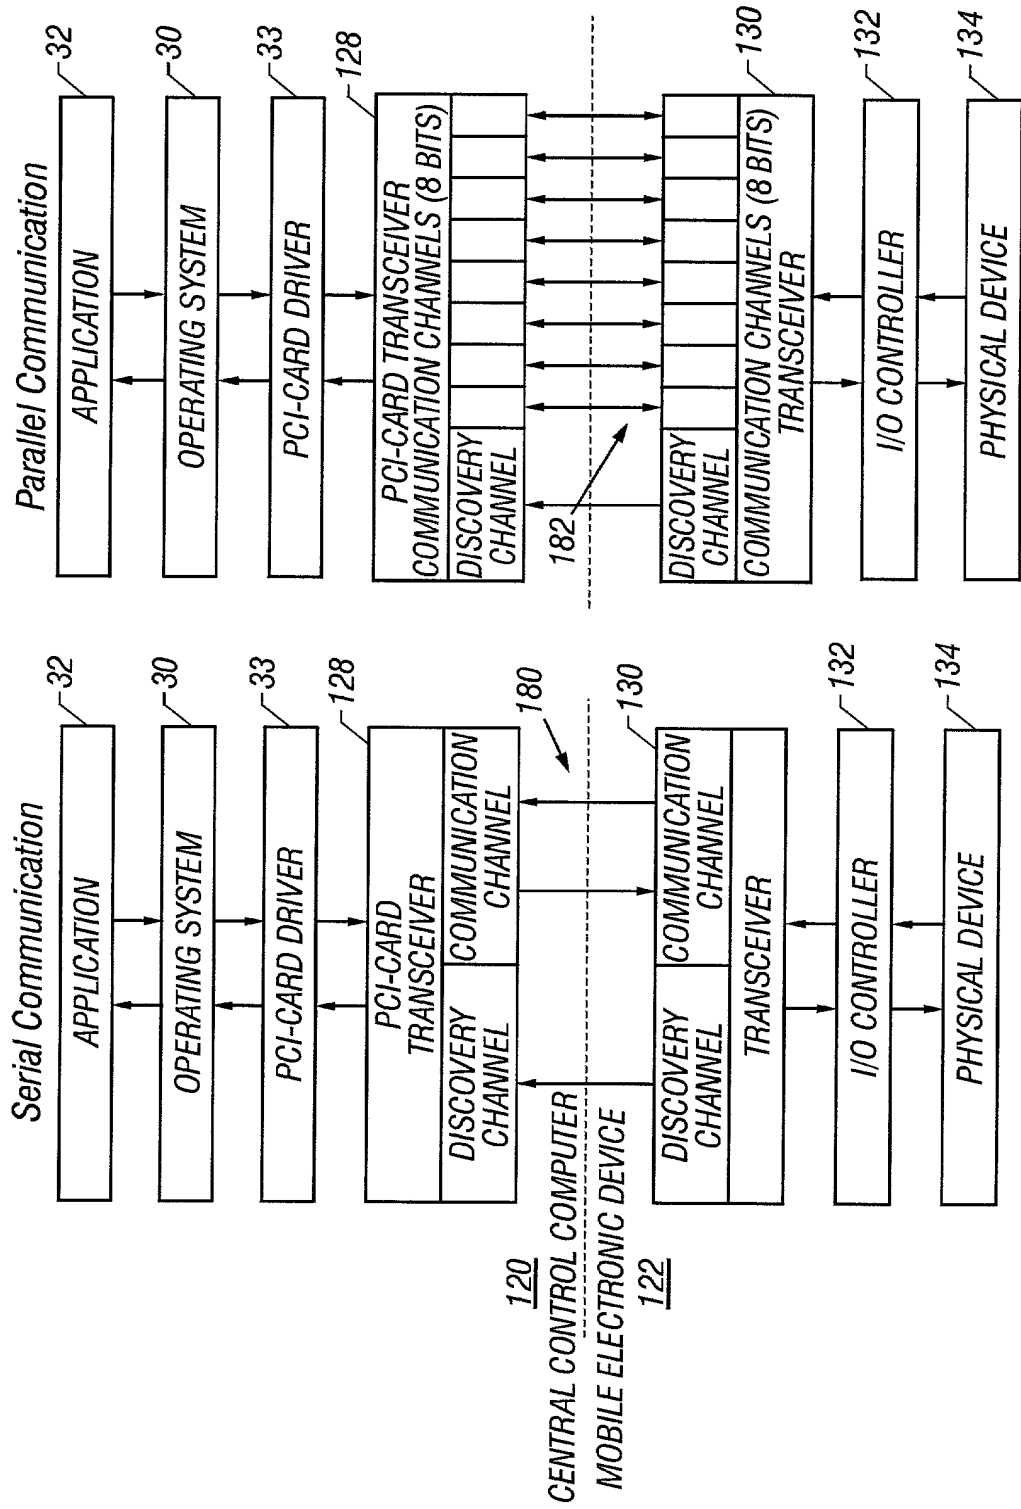 Serial Communication
32
APPLICATION
30
OPERATING SYSTEM
33
PCI-CARD DRIVER
128
PCI-CARD
TRANSCEIVER
DISCOVERY
CHANNEL
COMMUNICATION
CHANNEL
180
120
CENTRAL CONTROL COMPUTER
MOBILE ELECTRONIC DEVICE
122
130
DISCOVERY
CHANNEL
COMMUNICATION
CHANNEL
TRANSCEIVER
132
I/O CONTROLLER
134
PHYSICAL DEVICE
Parallel Communication
32
APPLICATION
30
OPERATING SYSTEM
33
PCI-CARD DRIVER
128
PCI-CARD TRANSCEIVER
COMMUNICATION CHANNELS (8 BITS)
DISCOVERY
CHANNEL
182
130
DISCOVERY
CHANNEL
COMMUNICATION CHANNELS (8 BITS)
TRANSCEIVER
132
I/O CONTROLLER
134
PHYSICAL DEVICE